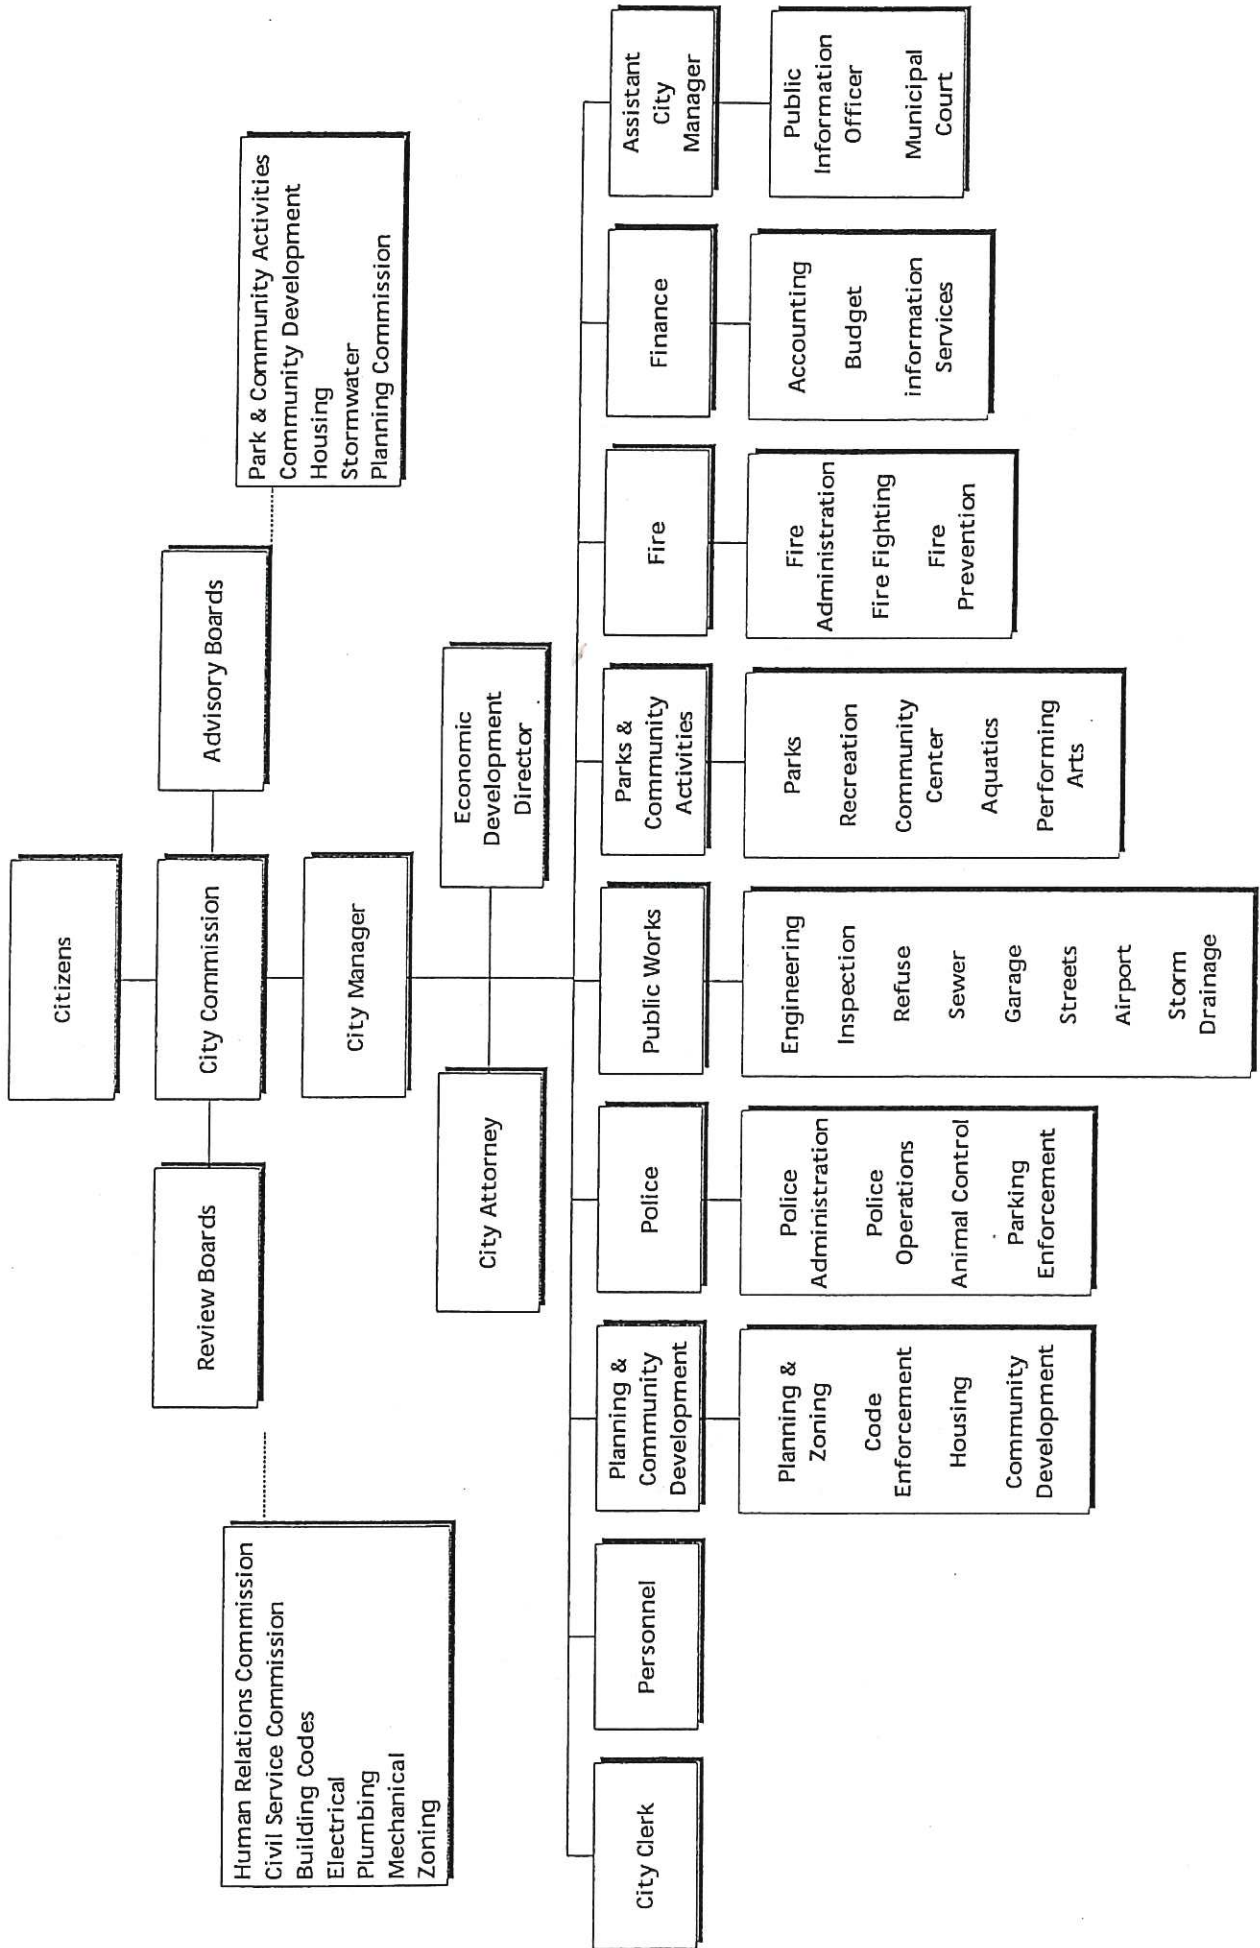 Citizens
Review Boards
City Commission
Advisory Boards
Human Relations Commission
Civil Service Commission
Building Codes
Electrical
Plumbing
Mechanical
Zoning
Park & Community Activities
Community Development
Housing
Stormwater
Planning Commission
City Manager
City Attorney
Economic
Development
Director
City Clerk
Personnel
Planning &
Community
Development
Police
Public Works
Parks &
Community
Activities
Fire
Finance
Assistant
City
Manager
Planning &
Zoning
Code
Enforcement
Housing
Community
Development
Police
Administration
Police
Operations
Animal Control
Parking
Enforcement
Engineering
Inspection
Refuse
Sewer
Garage
Streets
Airport
Storm
Drainage
Parks
Recreation
Community
Center
Aquatics
Performing
Arts
Fire
Administration
Fire Fighting
Fire
Prevention
Accounting
Budget
information
Services
Public
Information
Officer
Municipal
Court